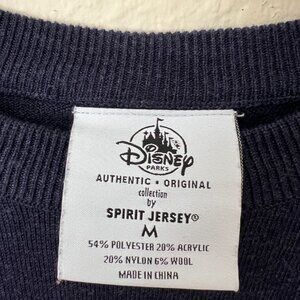 Disney
PARKS
AUTHENTIC • ORIGINAL
collection
by
SPIRIT JERSEY®
M
54% POLYESTER 20% ACRYLIC
20% NYLON 6% WOOL
MADE IN CHINA